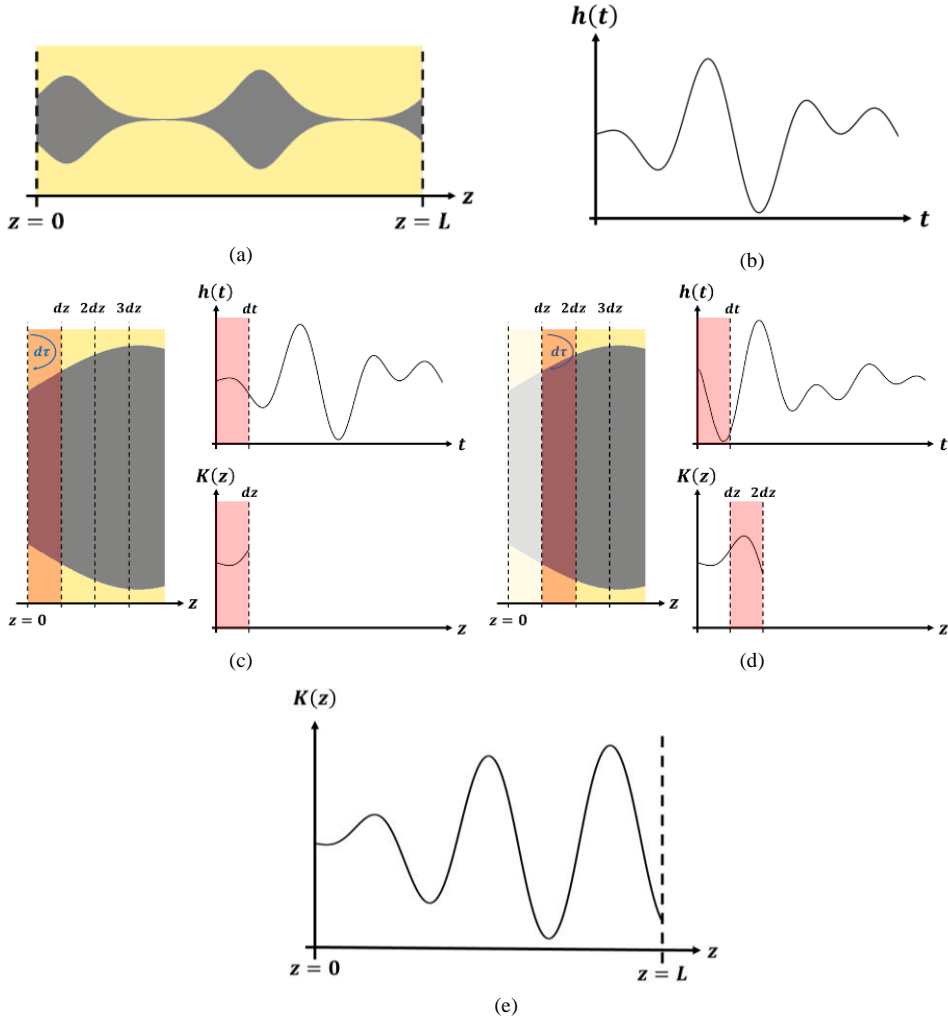 z
z = 0
z = L
(a)
h(t)
t
(b)
dz 2dz 3dz
dτ
z
z = 0
h(t)
dt
t
K(z)
dz
z
(c)
dz 2dz 3dz
dτ
z
z = 0
h(t)
dt
t
K(z)
dz 2dz
z
(d)
K(z)
z
z = 0
z = L
(e)